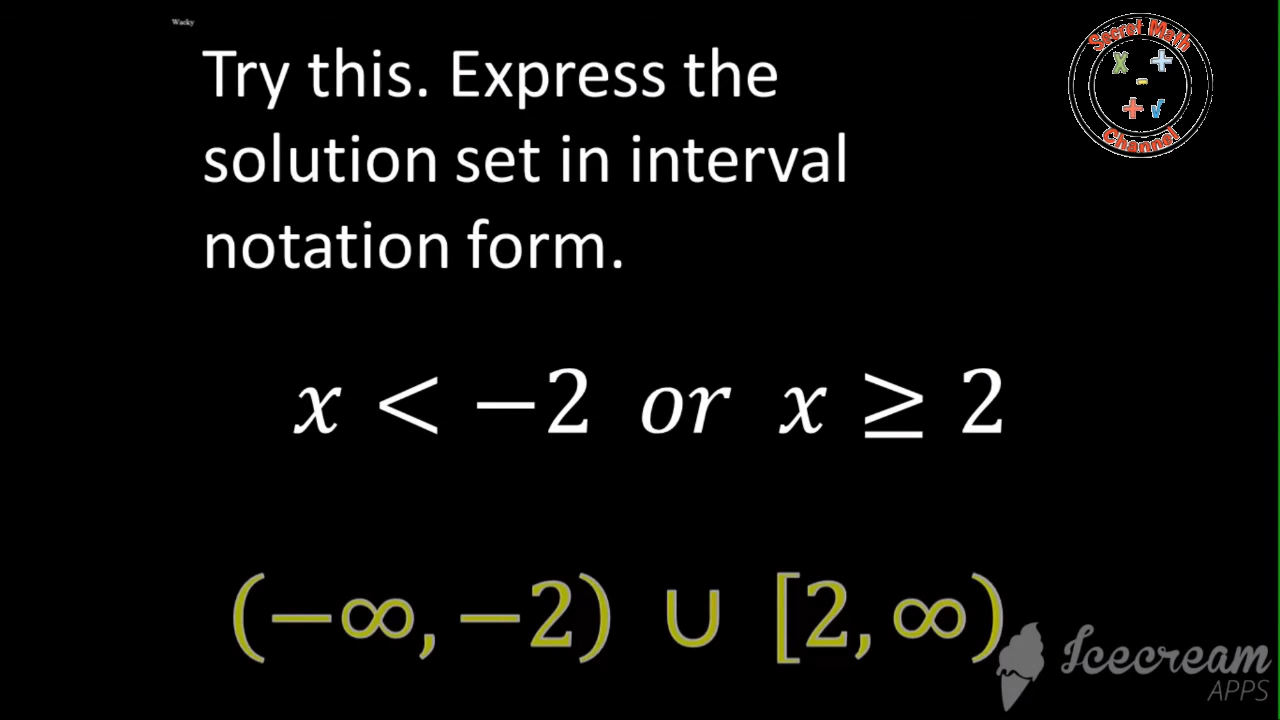 Wacky
Try this. Express the
solution set in interval
notation form.
x < −2 or x ≥ 2
(−∞, −2) ∪ [2, ∞)
Secret Math
x +
-
+ √
Channel
Icecream
APPS